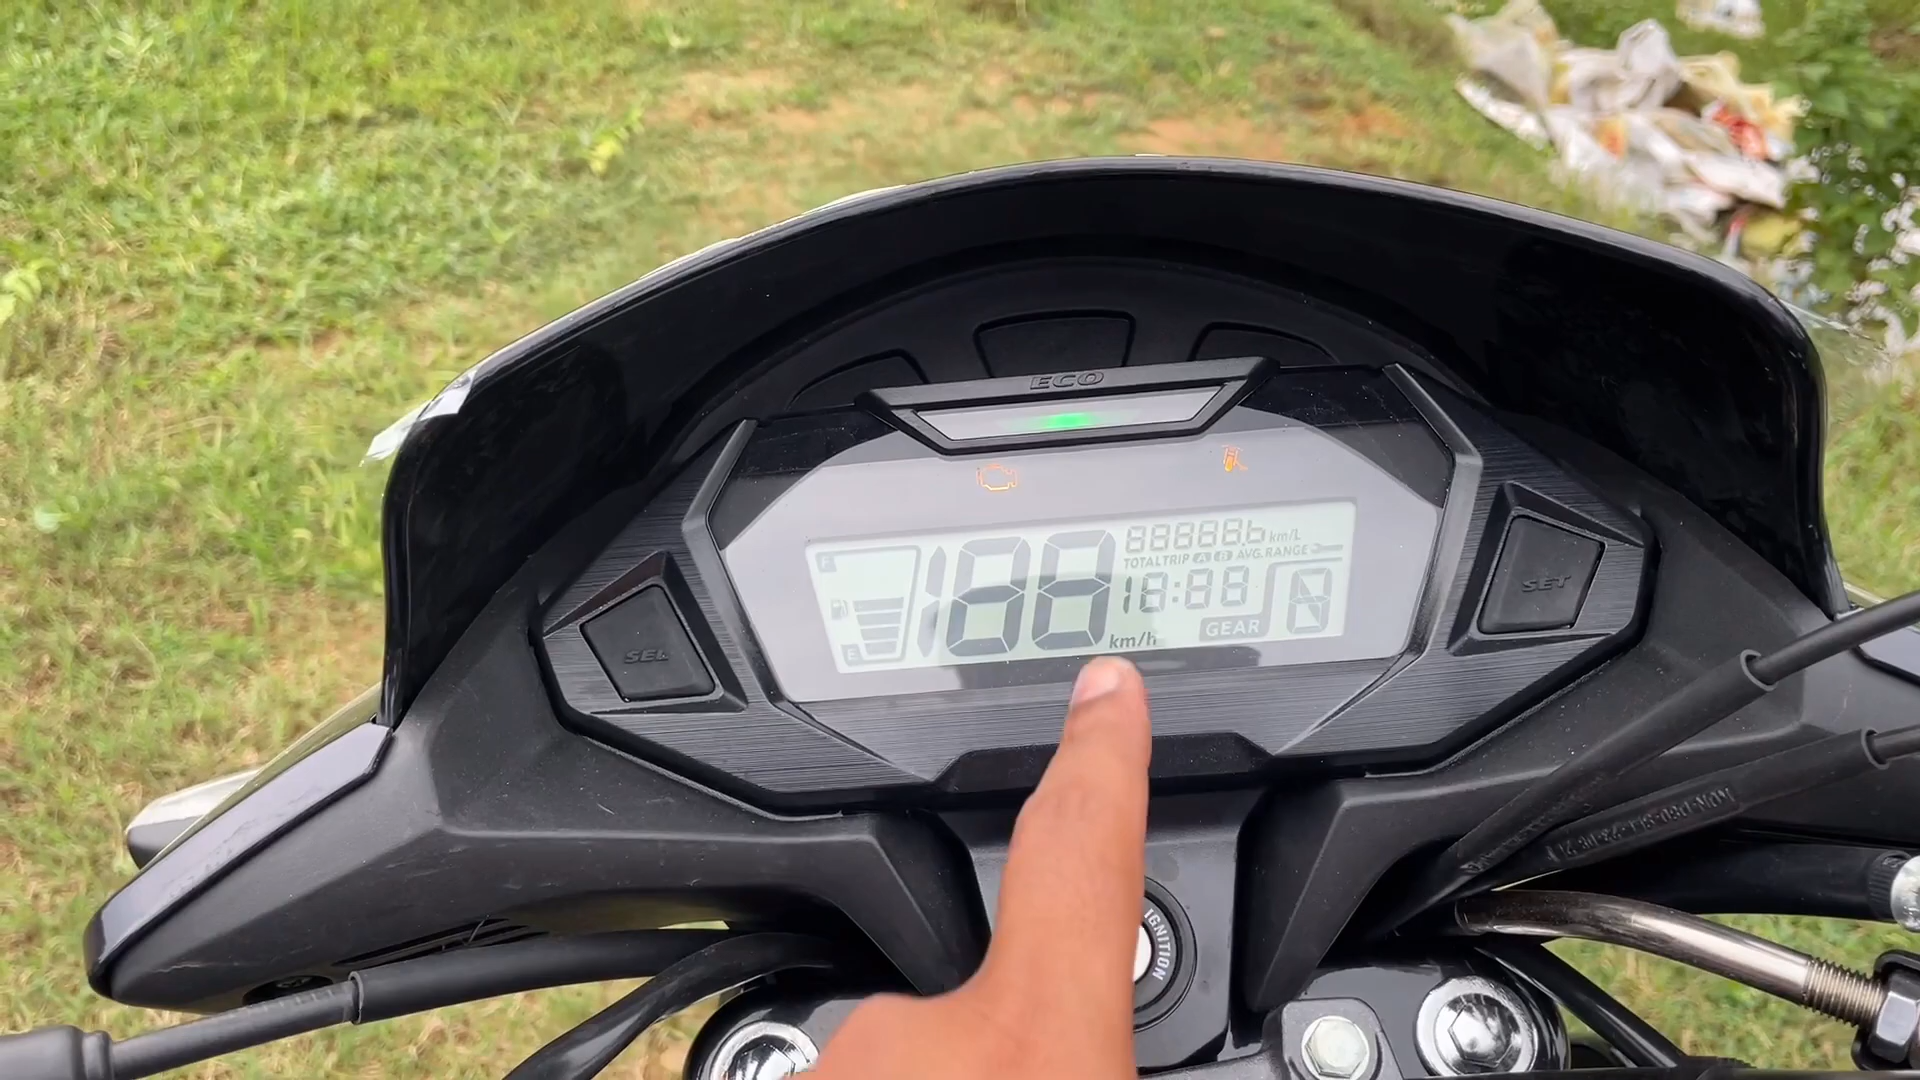 ECO
F
188
88888.6 km/L
TOTAL TRIP A B AVG. RANGE
18:88
E
km/h
GEAR 8
SEL
SET
IGNITION